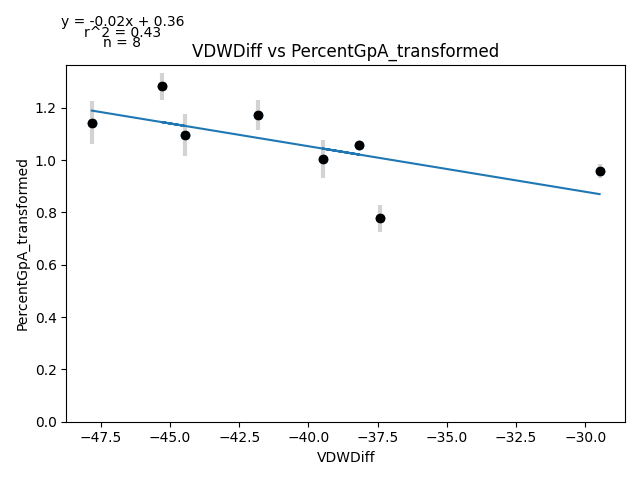 y = -0.02x + 0.36
r^2 = 0.43
n = 8
VDWDiff vs PercentGpA_transformed
PercentGpA_transformed
1.2
1.0
0.8
0.6
0.4
0.2
0.0
−47.5 −45.0 −42.5 −40.0 −37.5 −35.0 −32.5 −30.0
VDWDiff